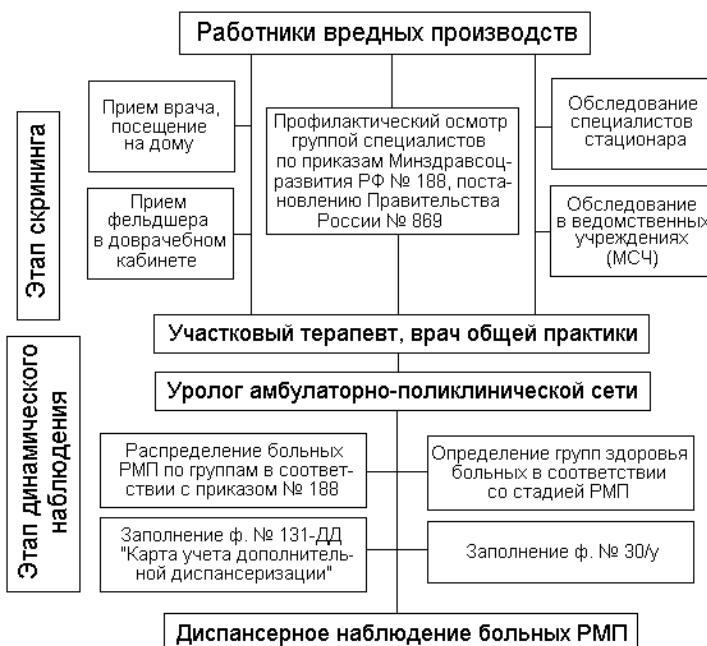 Работники вредных производств
Этап скрининга
Прием врача,
посещение
на дому
Прием
фельдшера
в доврачебном
кабинете
Профилактический осмотр
группой специалистов
по приказам Минздравсоц-
развития РФ № 188, поста-
новлению Правительства
России № 869
Обследование
специалистов
стационара
Обследование
в ведомственных
учреждениях
(МСЧ)
Участковый терапевт, врач общей практики
Этап динамического
наблюдения
Уролог амбулаторно-поликлинической сети
Распределение больных
РМП по группам в соответ-
ствии с приказом № 188
Определение групп здоровья
больных в соответствии
со стадией РМП
Заполнение ф. № 131-ДД
"Карта учета дополнитель-
ной диспансеризации"
Заполнение ф. № 30/у
Диспансерное наблюдение больных РМП